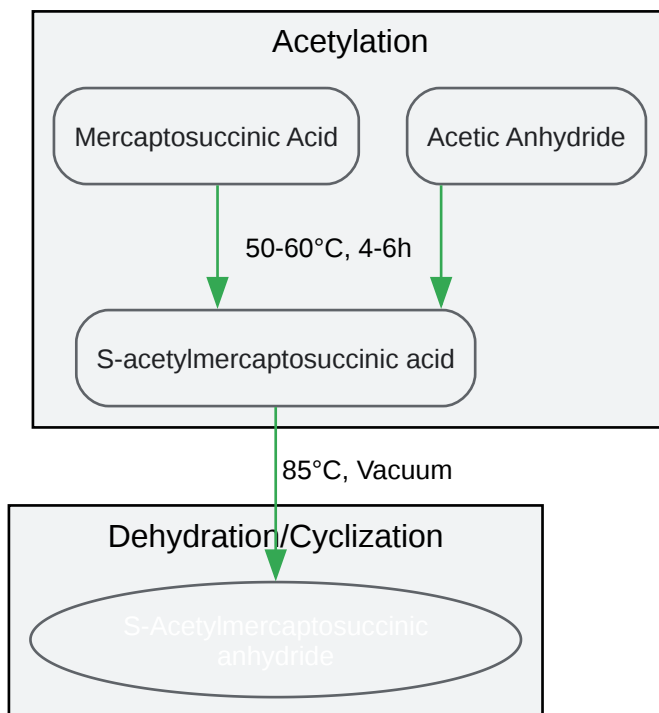 Acetylation
Mercaptosuccinic Acid
Acetic Anhydride
50-60°C, 4-6h
S-acetylmercaptosuccinic acid
85°C, Vacuum
Dehydration/Cyclization
S-Acetylmercaptosuccinic
anhydride